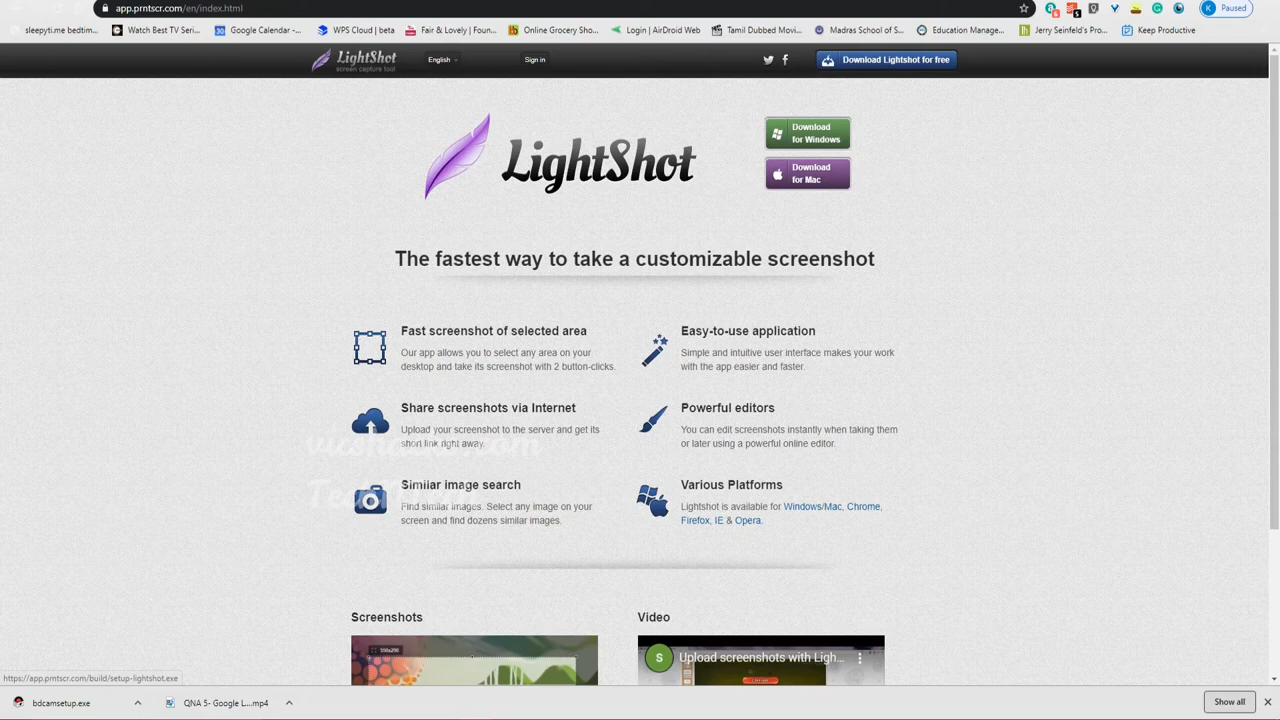 app.prntscr.com/en/index.html
Paused
sleepyti.me bedtim...
Watch Best TV Seri...
Google Calendar -...
WPS Cloud | beta
Fair & Lovely | Foun...
Online Grocery Sho...
Login | AirDroid Web
Tamil Dubbed Movi...
Madras School of S...
Education Manage...
Jerry Seinfeld's Pro...
Keep Productive
LightShot
screen capture tool
English
Sign in
Download Lightshot for free
LightShot
Download
for Windows
Download
for Mac
The fastest way to take a customizable screenshot
Fast screenshot of selected area
Our app allows you to select any area on your
desktop and take its screenshot with 2 button-clicks.
Easy-to-use application
Simple and intuitive user interface makes your work
with the app easier and faster.
Share screenshots via Internet
Upload your screenshot to the server and get its
short link right away.
Powerful editors
You can edit screenshots instantly when taking them
or later using a powerful online editor.
Similar image search
Find similar images. Select any image on your
screen and find dozens similar images.
Various Platforms
Lightshot is available for Windows/Mac, Chrome,
Firefox, IE & Opera.
Screenshots
Video
S
Upload screenshots with Ligh...
https://app.prntscr.com/build/setup-lightshot.exe
bdcamsetup.exe
QNA 5- Google L....mp4
Show all